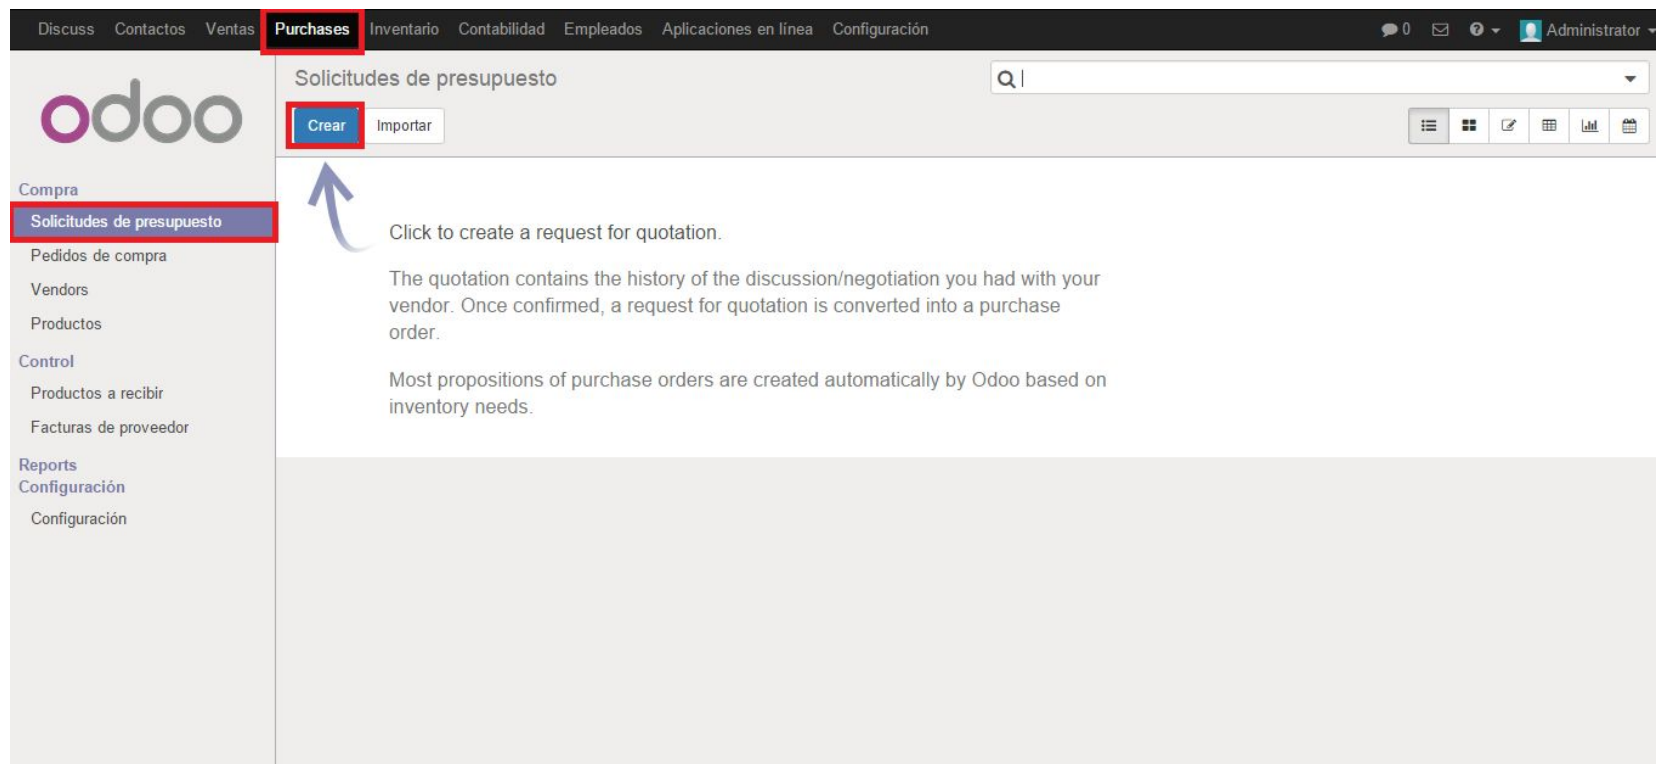 Discuss Contactos Ventas Purchases Inventario Contabilidad Empleados Aplicaciones en línea Configuración 0 Administrator
odoo
Solicitudes de presupuesto
Crear Importar
Compra
Solicitudes de presupuesto
Pedidos de compra
Vendors
Productos
Control
Productos a recibir
Facturas de proveedor
Reports
Configuración
Configuración
Click to create a request for quotation.
The quotation contains the history of the discussion/negotiation you had with your
vendor. Once confirmed, a request for quotation is converted into a purchase
order.
Most propositions of purchase orders are created automatically by Odoo based on
inventory needs.